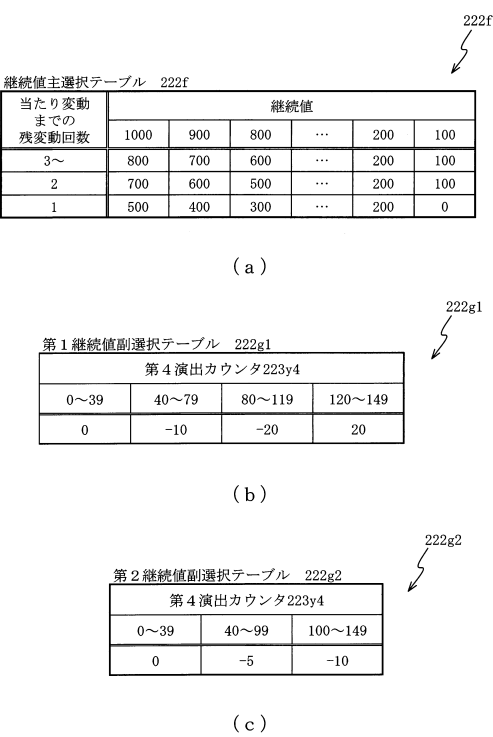 222f
継続値主選択テーブル 222f
当たり変動
までの
残変動回数
継続値
1000 900 800 … 200 100
3～ 800 700 600 … 200 100
2 700 600 500 … 200 100
1 500 400 300 … 200 0
(a)
222g1
第1継続値副選択テーブル 222g1
第4演出カウンタ223y4
0～39 40～79 80～119 120～149
0 -10 -20 20
(b)
222g2
第2継続値副選択テーブル 222g2
第4演出カウンタ223y4
0～39 40～99 100～149
0 -5 -10
(c)